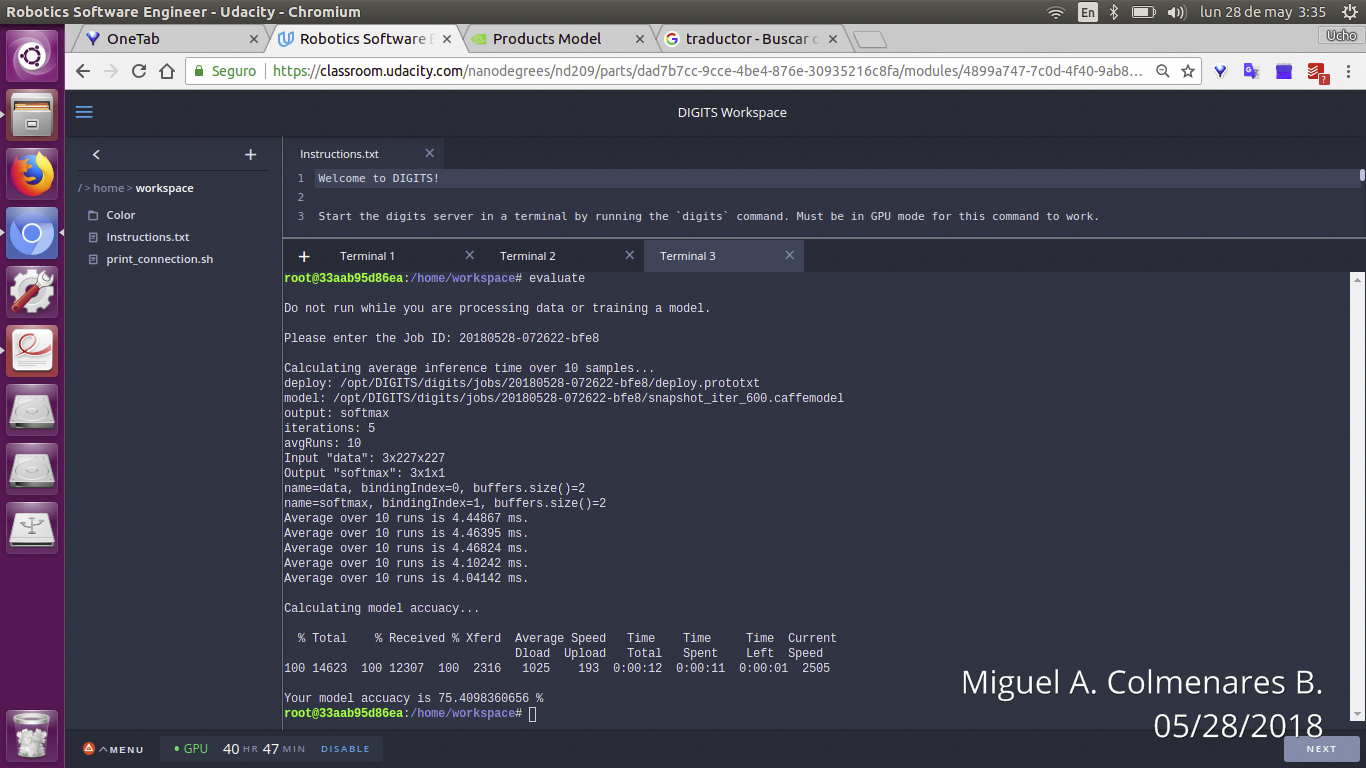 Robotics Software Engineer - Udacity - Chromium
En
lun 28 de may 3:35
OneTab
Robotics Software E
Products Model
traductor - Buscar c
Ucho
Seguro
https://classroom.udacity.com/nanodegrees/nd209/parts/dad7b7cc-9cce-4be4-876e-30935216c8fa/modules/4899a747-7c0d-4f40-9ab8...
DIGITS Workspace
Instructions.txt
/ > home > workspace
Color
Instructions.txt
print_connection.sh
1 Welcome to DIGITS!
2
3 Start the digits server in a terminal by running the `digits` command. Must be in GPU mode for this command to work.
Terminal 1
Terminal 2
Terminal 3
root@33aab95d86ea:/home/workspace# evaluate
Do not run while you are processing data or training a model.
Please enter the Job ID: 20180528-072622-bfe8
Calculating average inference time over 10 samples...
deploy: /opt/DIGITS/digits/jobs/20180528-072622-bfe8/deploy.prototxt
model: /opt/DIGITS/digits/jobs/20180528-072622-bfe8/snapshot_iter_600.caffemodel
output: softmax
iterations: 5
avgRuns: 10
Input "data": 3x227x227
Output "softmax": 3x1x1
name=data, bindingIndex=0, buffers.size()=2
name=softmax, bindingIndex=1, buffers.size()=2
Average over 10 runs is 4.44867 ms.
Average over 10 runs is 4.46395 ms.
Average over 10 runs is 4.46824 ms.
Average over 10 runs is 4.10242 ms.
Average over 10 runs is 4.04142 ms.
Calculating model accuacy...
% Total % Received % Xferd Average Speed Time Time Time Current
Dload Upload Total Spent Left Speed
100 14623 100 12307 100 2316 1025 193 0:00:12 0:00:11 0:00:01 2505
Your model accuacy is 75.4098360656 %
root@33aab95d86ea:/home/workspace#
Miguel A. Colmenares B.
05/28/2018
MENU
GPU 40 HR 47 MIN DISABLE
NEXT